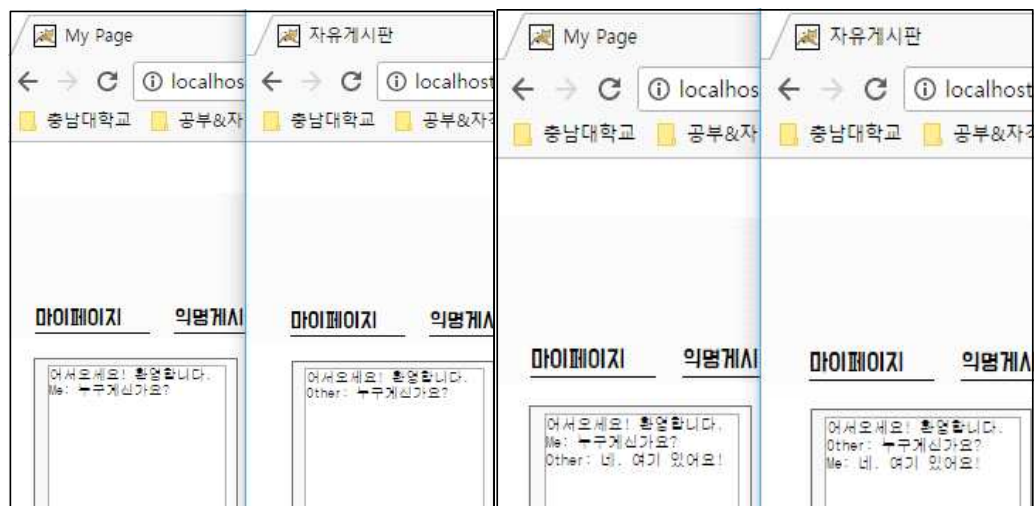 My Page
localhos
충남대학교 공부&자
마이페이지 익명게시
어서오세요! 환영합니다.
Me: 누구계신가요?
자유게시판
localhost
충남대학교 공부&자
마이페이지 익명게
어서오세요! 환영합니다.
Other: 누구계신가요?
My Page
localhos
충남대학교 공부&자
마이페이지 익명게시
어서오세요! 환영합니다.
Me: 누구계신가요?
Other: 네. 여기 있어요!
자유게시판
localhost
충남대학교 공부&자
마이페이지 익명게
어서오세요! 환영합니다.
Other: 누구계신가요?
Me: 네. 여기 있어요!